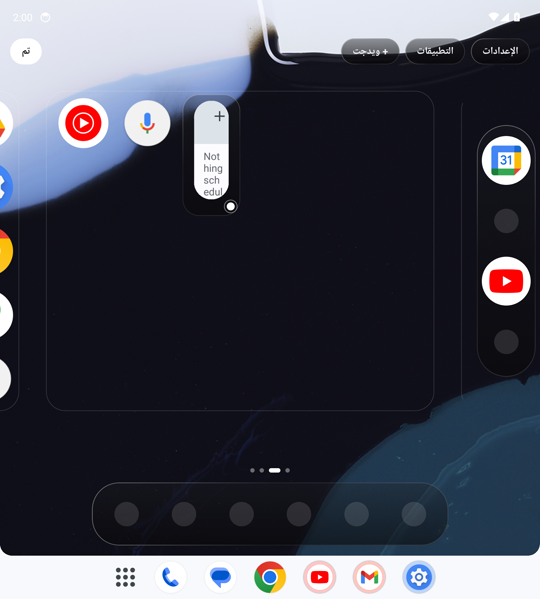 2:00
الإعدادات
التطبيقات
+ ويدجت
تم
Not
hing
sch
edul
31